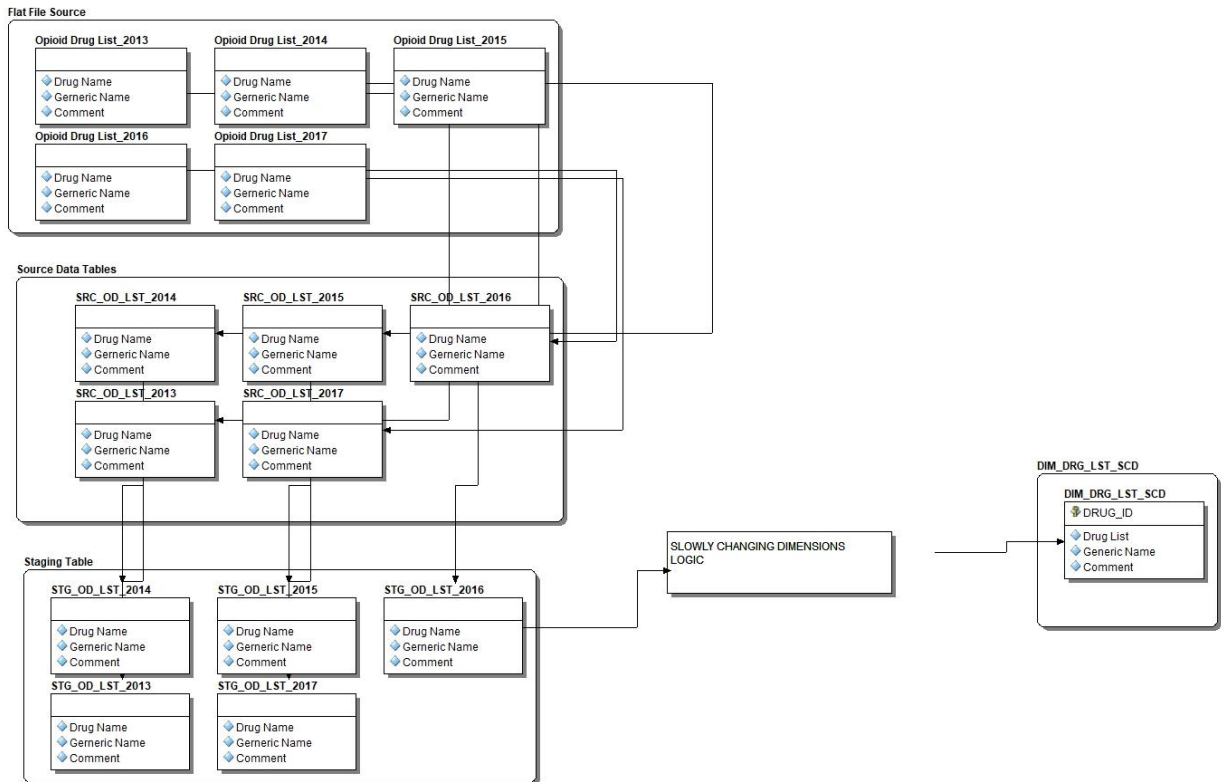 Flat File Source
Opioid Drug List_2013
Drug Name
Gerneric Name
Comment
Opioid Drug List_2014
Drug Name
Gerneric Name
Comment
Opioid Drug List_2015
Drug Name
Gerneric Name
Comment
Opioid Drug List_2016
Drug Name
Gerneric Name
Comment
Opioid Drug List_2017
Drug Name
Gerneric Name
Comment
Source Data Tables
SRC_OD_LST_2014
Drug Name
Gerneric Name
Comment
SRC_OD_LST_2015
Drug Name
Gerneric Name
Comment
SRC_OD_LST_2016
Drug Name
Gerneric Name
Comment
SRC_OD_LST_2013
Drug Name
Gerneric Name
Comment
SRC_OD_LST_2017
Drug Name
Gerneric Name
Comment
Staging Table
STG_OD_LST_2014
Drug Name
Gerneric Name
Comment
STG_OD_LST_2015
Drug Name
Gerneric Name
Comment
STG_OD_LST_2016
Drug Name
Gerneric Name
Comment
STG_OD_LST_2013
Drug Name
Gerneric Name
Comment
STG_OD_LST_2017
Drug Name
Gerneric Name
Comment
SLOWLY CHANGING DIMENSIONS
LOGIC
DIM_DRG_LST_SCD
DIM_DRG_LST_SCD
DRUG_ID
Drug List
Generic Name
Comment